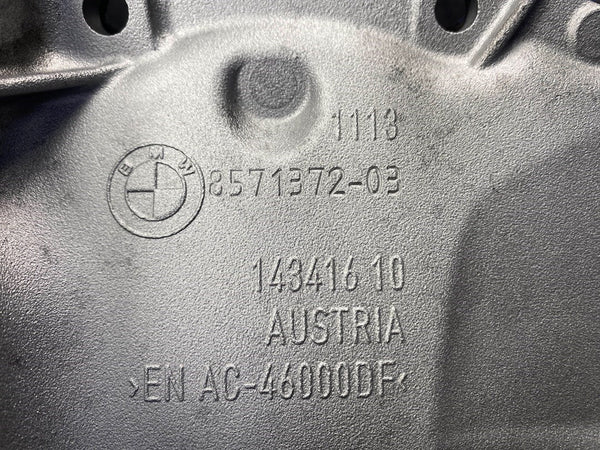 1113
BMW
8571372-03
143416 10
AUSTRIA
>EN AC-46000DF<